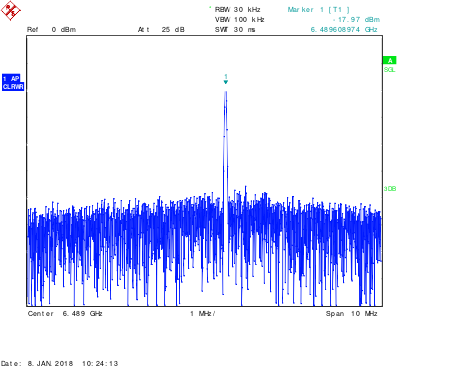 * RBW 30 kHz Marker 1 [T1 ]
VBW 100 kHz -17.97 dBm
Ref 0 dBm Att 25 dB SWT 30 ms 6.489608974 GHz
A
SGL
1 AP
CLRWR
1
3DB
Center 6.489 GHz 1 MHz/ Span 10 MHz
Date: 8.JAN.2018 10:24:13